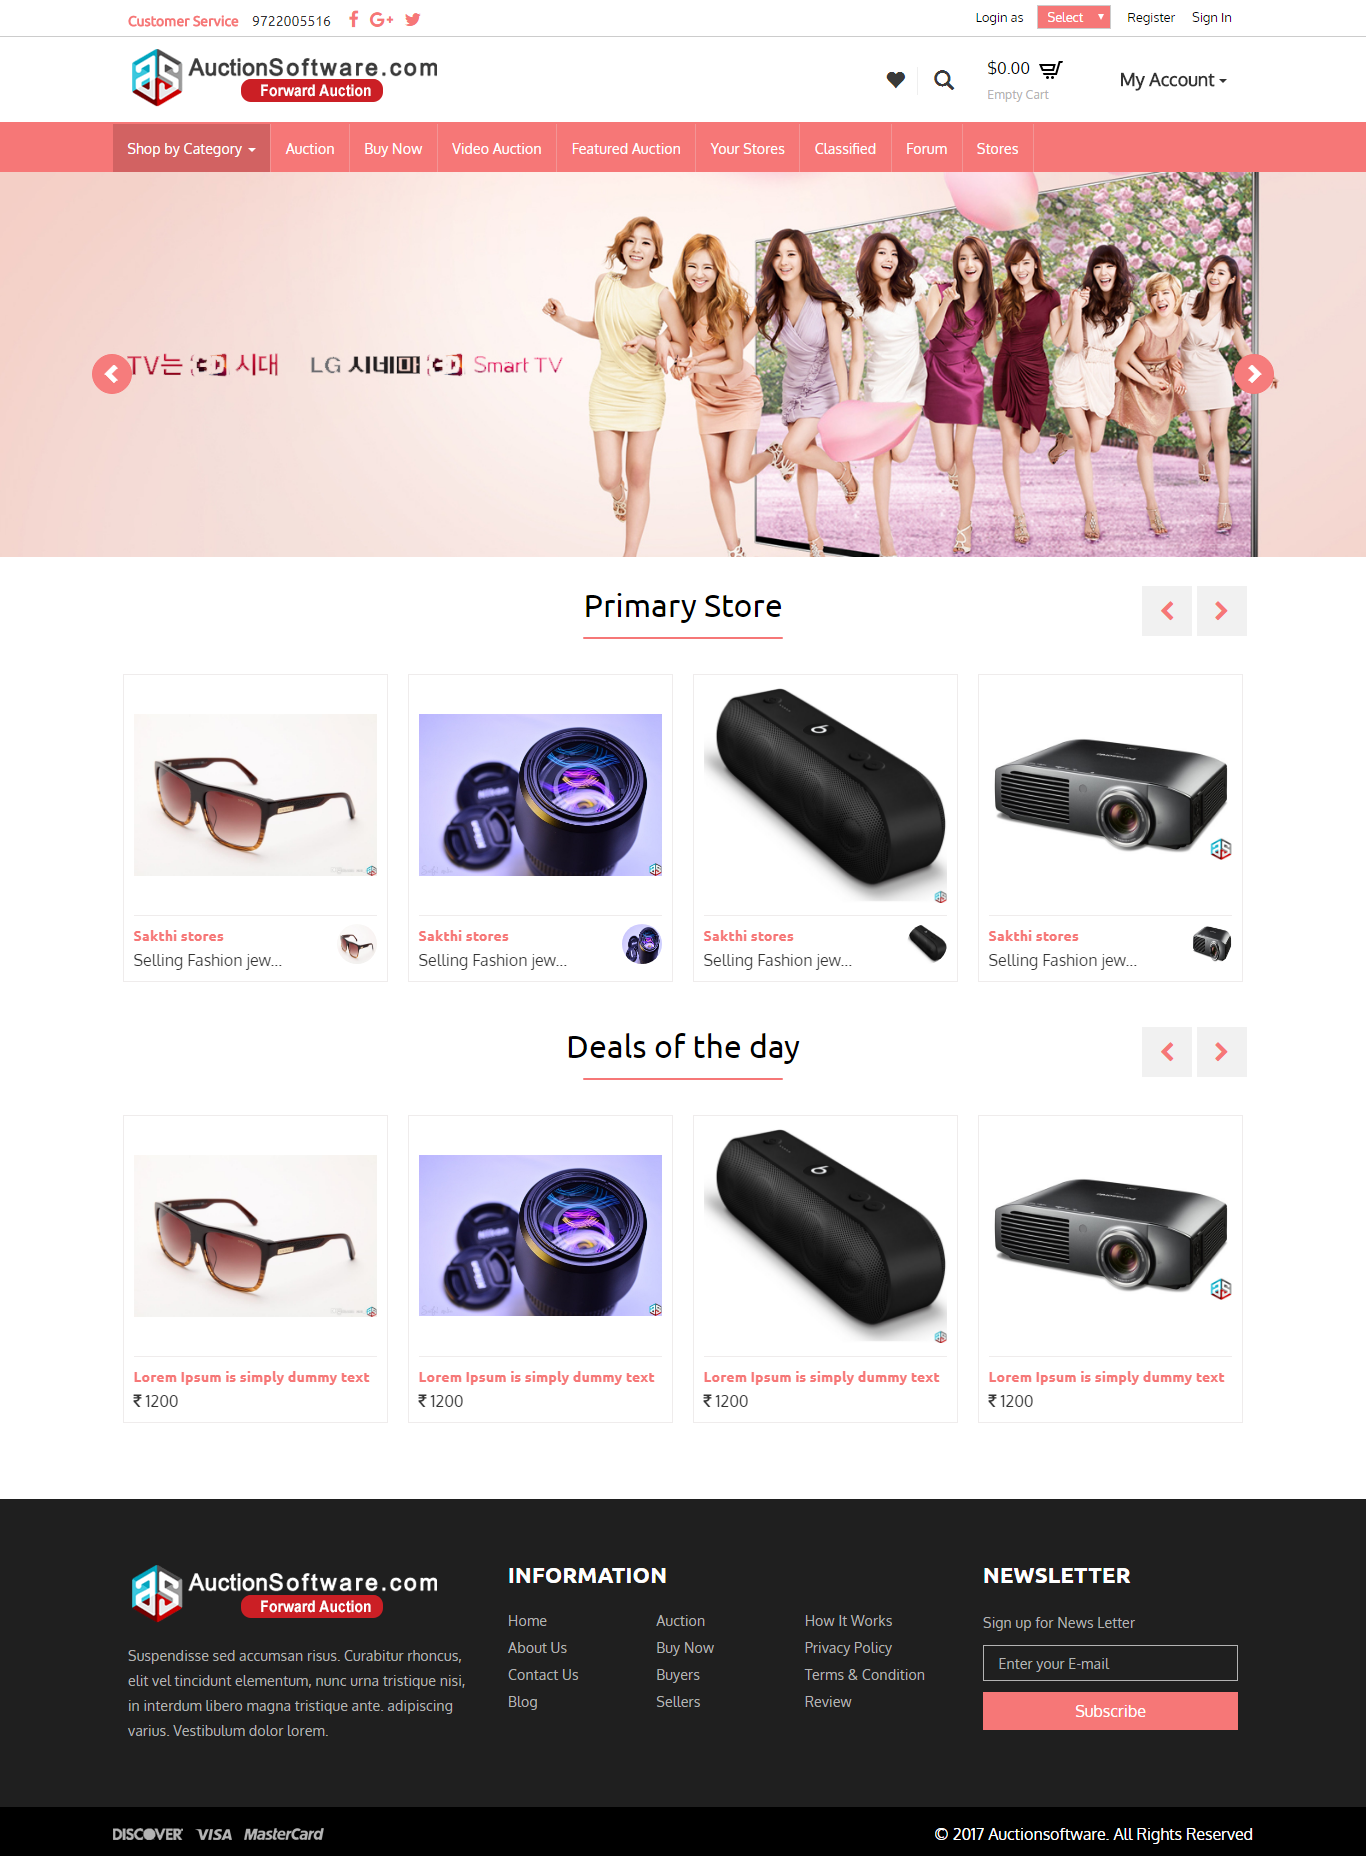 Customer Service 9722005516
Login as Select Register Sign In
AuctionSoftware.com
Forward Auction
$0.00
Empty Cart
My Account
Shop by Category Auction Buy Now Video Auction Featured Auction Your Stores Classified Forum Stores
TV는 3D 시대 LG 시네마 3D Smart TV
Primary Store
Sakthi stores
Selling Fashion jew...
Sakthi stores
Selling Fashion jew...
Sakthi stores
Selling Fashion jew...
Sakthi stores
Selling Fashion jew...
Deals of the day
Lorem Ipsum is simply dummy text
₹ 1200
Lorem Ipsum is simply dummy text
₹ 1200
Lorem Ipsum is simply dummy text
₹ 1200
Lorem Ipsum is simply dummy text
₹ 1200
AuctionSoftware.com
Forward Auction
Suspendisse sed accumsan risus. Curabitur rhoncus,
elit vel tincidunt elementum, nunc urna tristique nisi,
in interdum libero magna tristique ante. adipiscing
varius. Vestibulum dolor lorem.
INFORMATION
Home Auction How It Works
About Us Buy Now Privacy Policy
Contact Us Buyers Terms & Condition
Blog Sellers Review
NEWSLETTER
Sign up for News Letter
Enter your E-mail
Subscribe
DISCOVER VISA MasterCard
© 2017 Auctionsoftware. All Rights Reserved